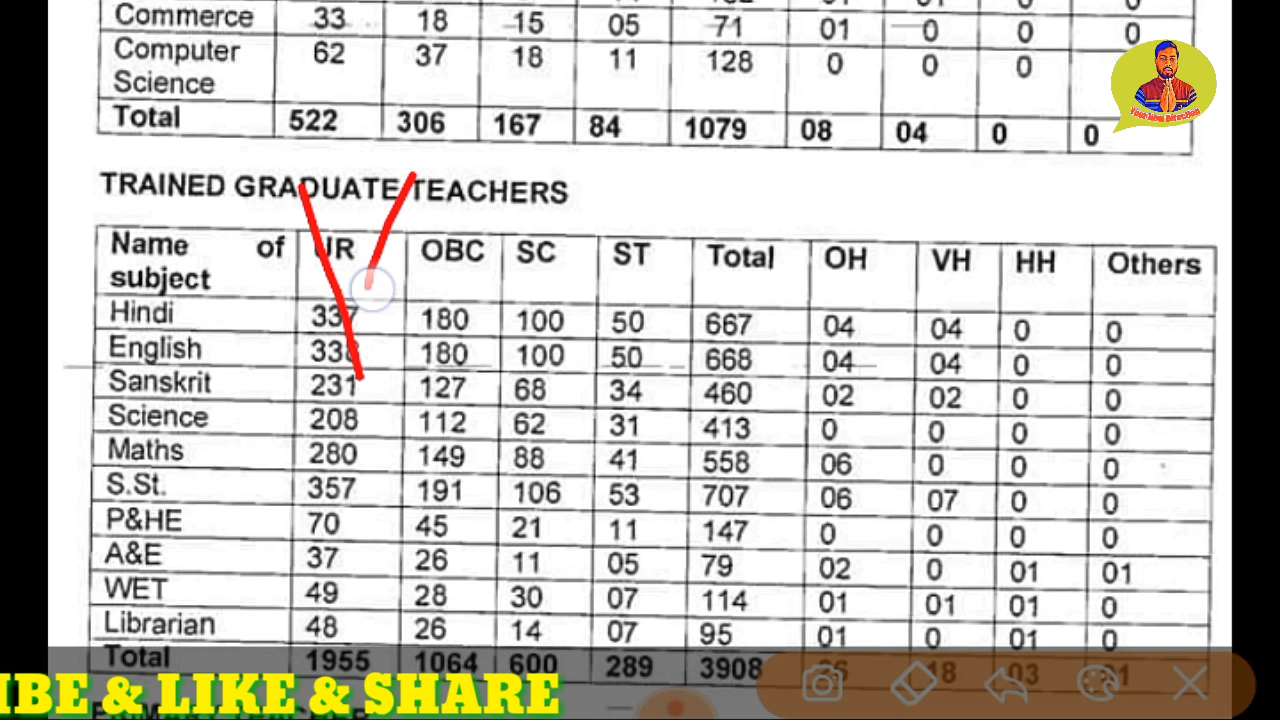 Commerce 33 18 15 05 71 01 0 0 0
Computer Science 62 37 18 11 128 0 0 0
Total 522 306 167 84 1079 08 04 0 0
TRAINED GRADUATE TEACHERS
Name of subject UR OBC SC ST Total OH VH HH Others
Hindi 337 180 100 50 667 04 04 0 0
English 338 180 100 50 668 04 04 0 0
Sanskrit 231 127 68 34 460 02 02 0 0
Science 208 112 62 31 413 0 0 0 0
Maths 280 149 88 41 558 06 0 0 0
S.St. 357 191 106 53 707 06 07 0 0
P&HE 70 45 21 11 147 0 0 0 0
A&E 37 26 11 05 79 02 0 01 01
WET 49 28 30 07 114 01 01 01 0
Librarian 48 26 14 07 95 01 0 01 0
Total 1955 1064 600 289 3908 18 03
IBE & LIKE & SHARE